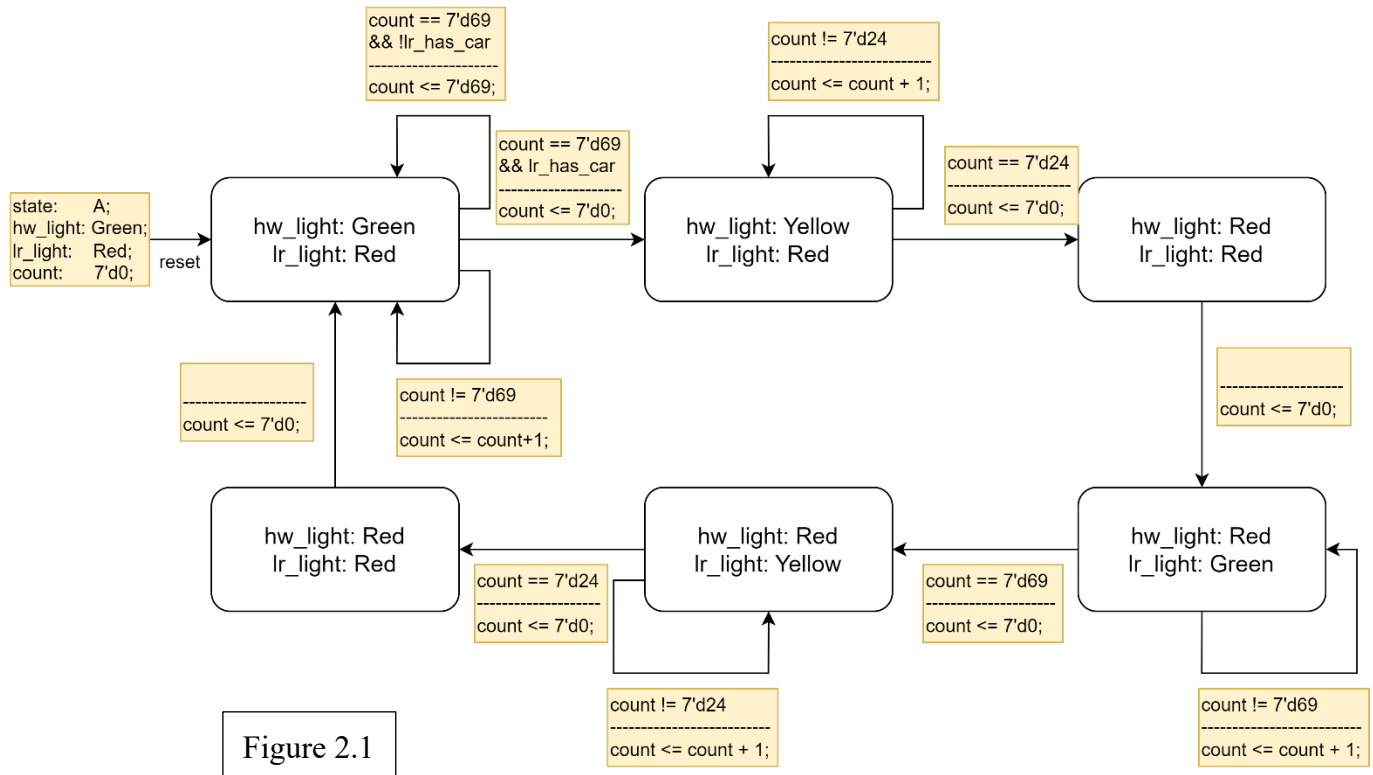 count == 7'd69
&& !lr_has_car
---------------------
count <= 7'd69;
count != 7'd24
---------------------------
count <= count + 1;
count == 7'd69
&& lr_has_car
--------------------
count <= 7'd0;
count == 7'd24
--------------------
count <= 7'd0;
state: A;
hw_light: Green;
lr_light: Red;
count: 7'd0;
reset
hw_light: Green
lr_light: Red
hw_light: Yellow
lr_light: Red
hw_light: Red
lr_light: Red
--------------------
count <= 7'd0;
count != 7'd69
------------------------
count <= count+1;
--------------------
count <= 7'd0;
hw_light: Red
lr_light: Red
hw_light: Red
lr_light: Yellow
hw_light: Red
lr_light: Green
count == 7'd24
--------------------
count <= 7'd0;
count == 7'd69
---------------------
count <= 7'd0;
count != 7'd24
--------------------------
count <= count + 1;
count != 7'd69
--------------------------
count <= count + 1;
Figure 2.1